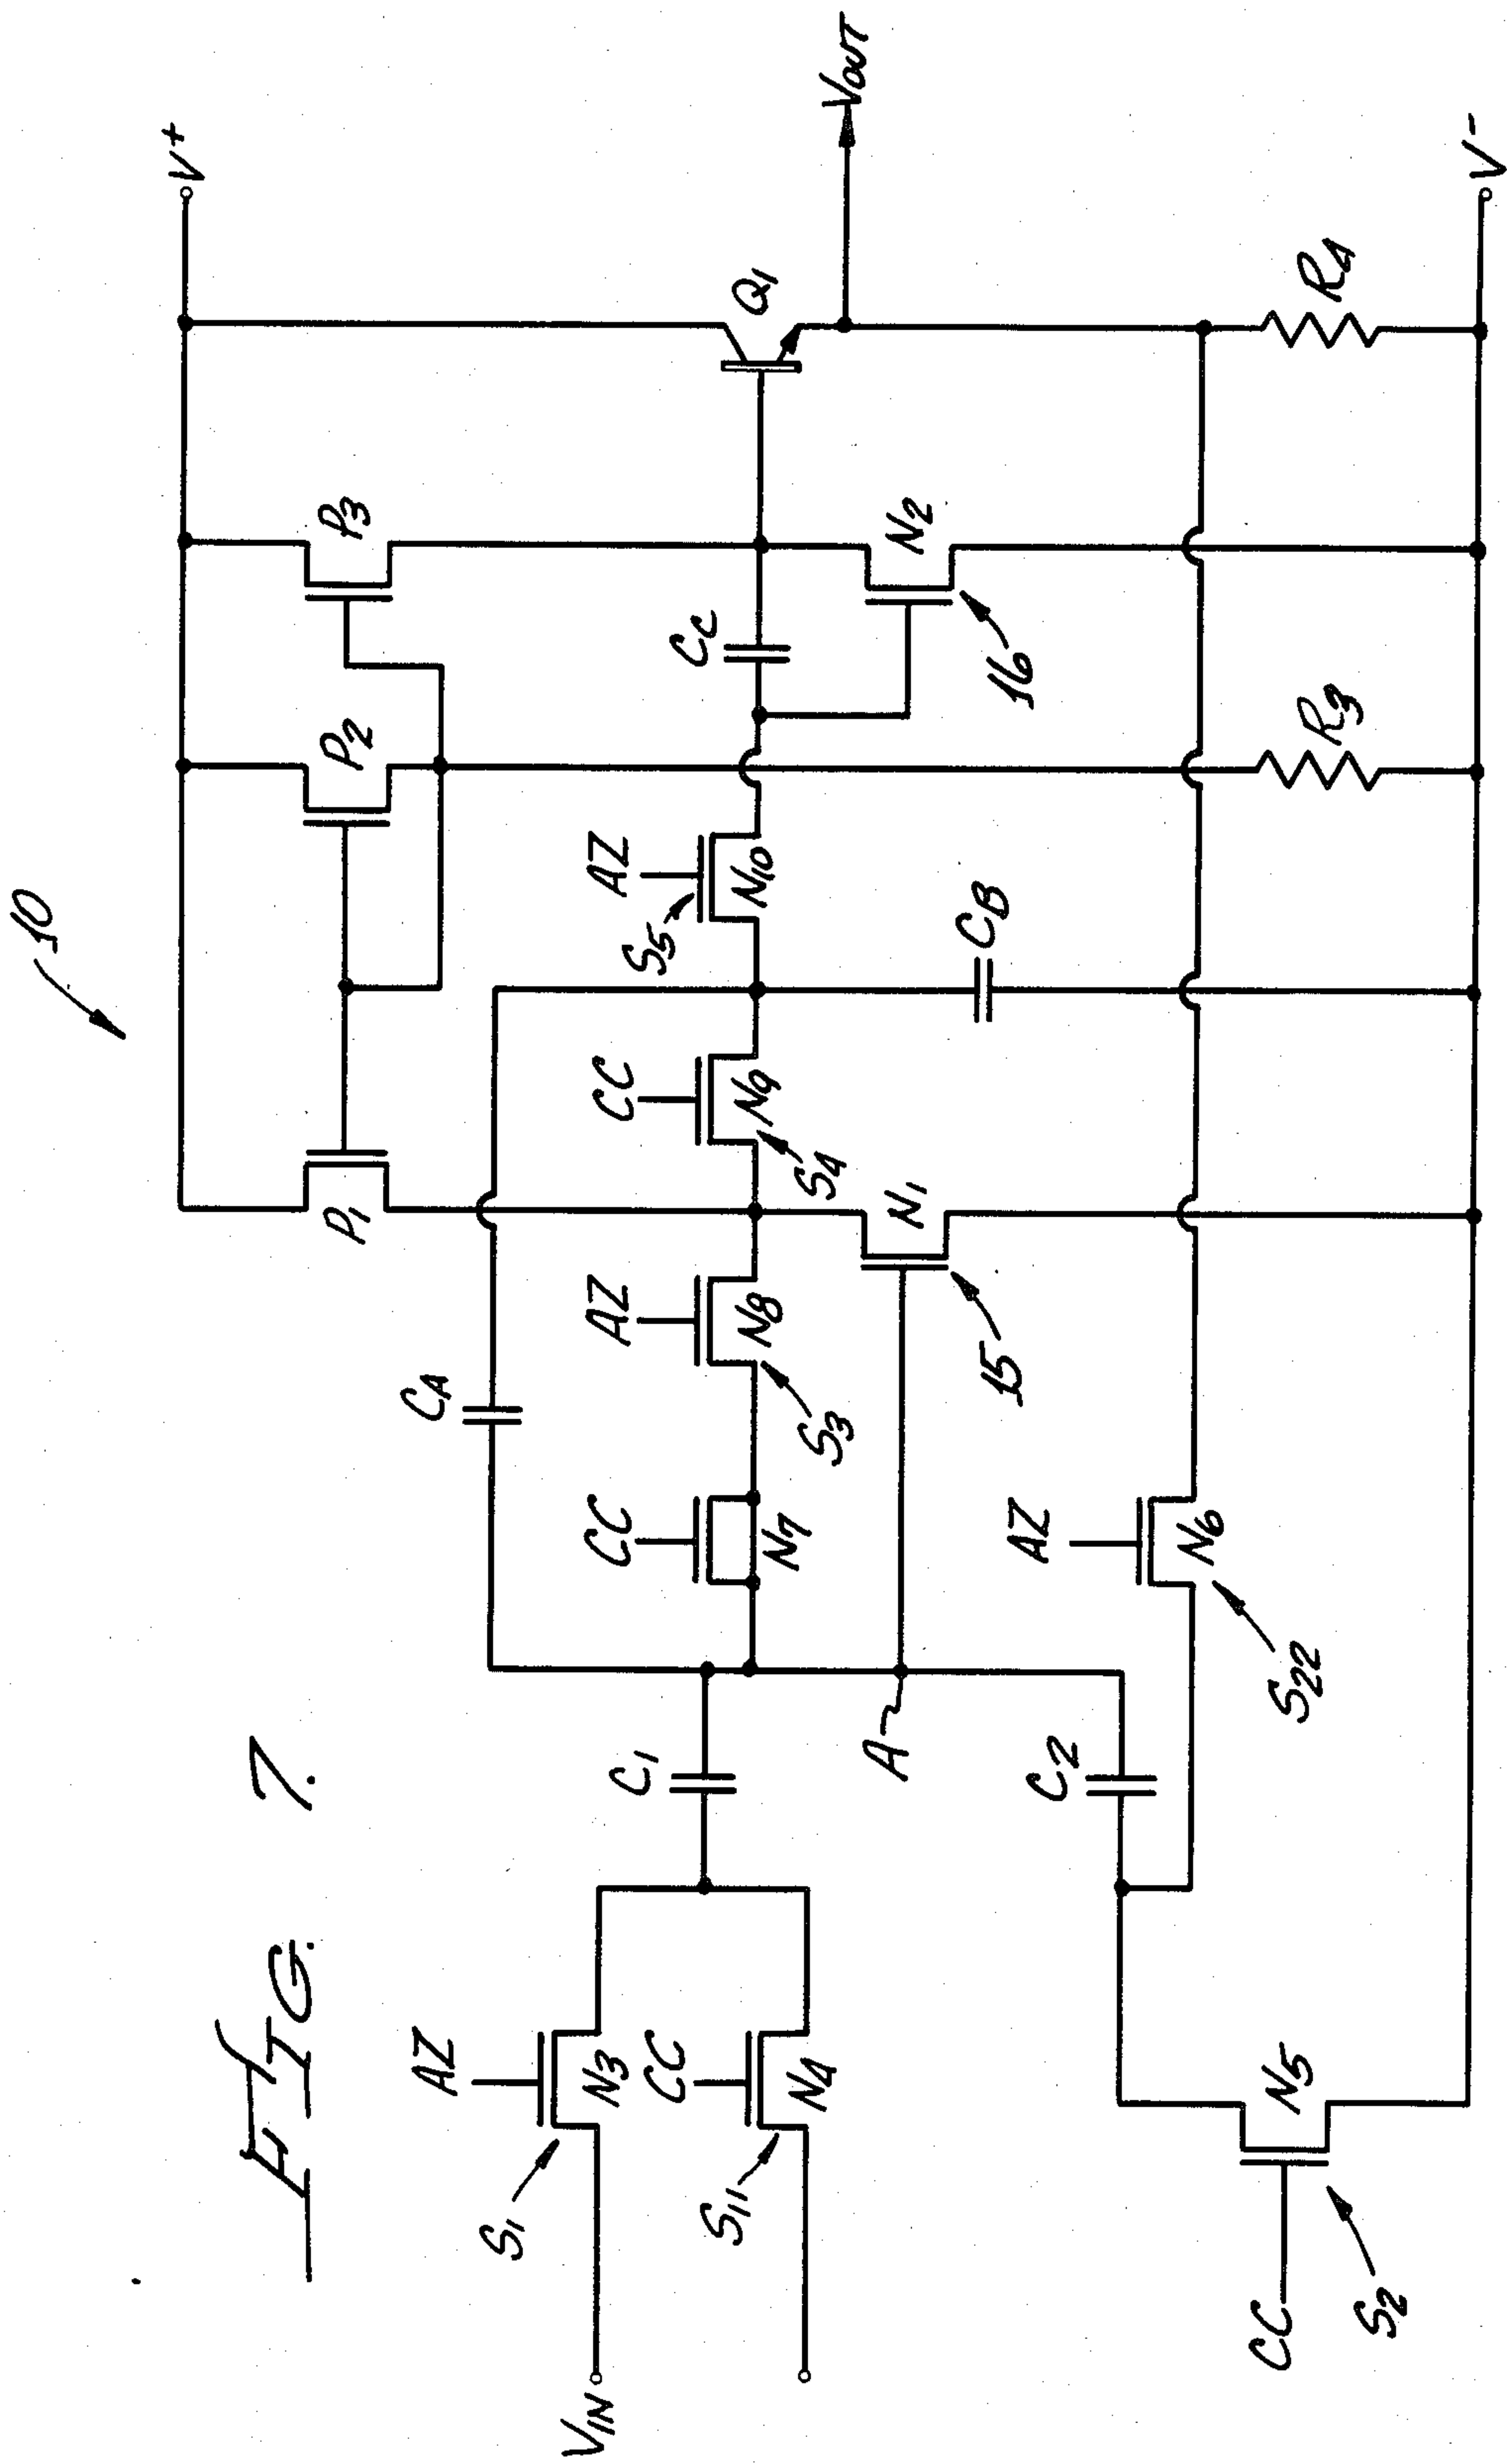 10
V+
P1
P2
P3
CA
CC
Q1
VOUT
AZ
S1
N3
CC
S11
N4
VIN
C1
CC
N7
AZ
N8
S3
CC
N9
S4
AZ
N10
S5
A
N1
15
CB
N2
16
C2
AZ
N6
S22
R3
R4
CC
N5
S2
V-
FIG. 7.